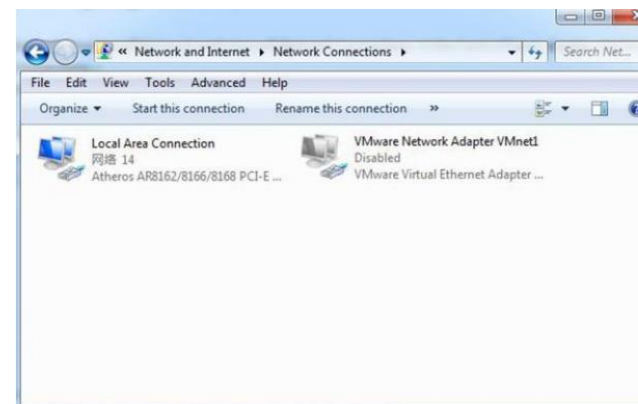 « Network and Internet ▸ Network Connections ▸ Search Net...
File Edit View Tools Advanced Help
Organize ▾ Start this connection Rename this connection »
Local Area Connection
网络 14
Atheros AR8162/8166/8168 PCI-E ...
VMware Network Adapter VMnet1
Disabled
VMware Virtual Ethernet Adapter ...